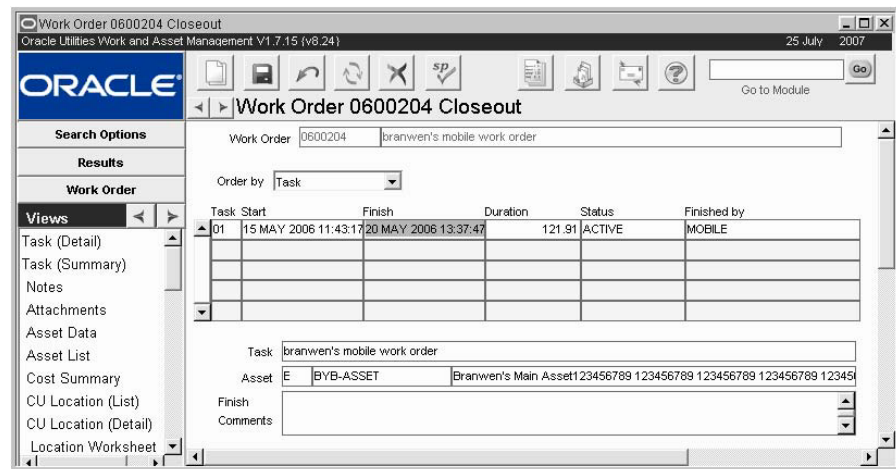 Work Order 0600204 Closeout
Oracle Utilities Work and Asset Management V1.7.15 (v8.24) 25 July 2007
ORACLE
sp
Go
Go to Module
Work Order 0600204 Closeout
Search Options
Results
Work Order
Views
Task (Detail)
Task (Summary)
Notes
Attachments
Asset Data
Asset List
Cost Summary
CU Location (List)
CU Location (Detail)
Location Worksheet
Work Order 0600204 branwen's mobile work order
Order by Task
Task Start Finish Duration Status Finished by
01 15 MAY 2006 11:43:17 20 MAY 2006 13:37:47 121.91 ACTIVE MOBILE
Task branwen's mobile work order
Asset E BYB-ASSET Branwen's Main Asset123456789 123456789 123456789 123456789 12345
Finish
Comments